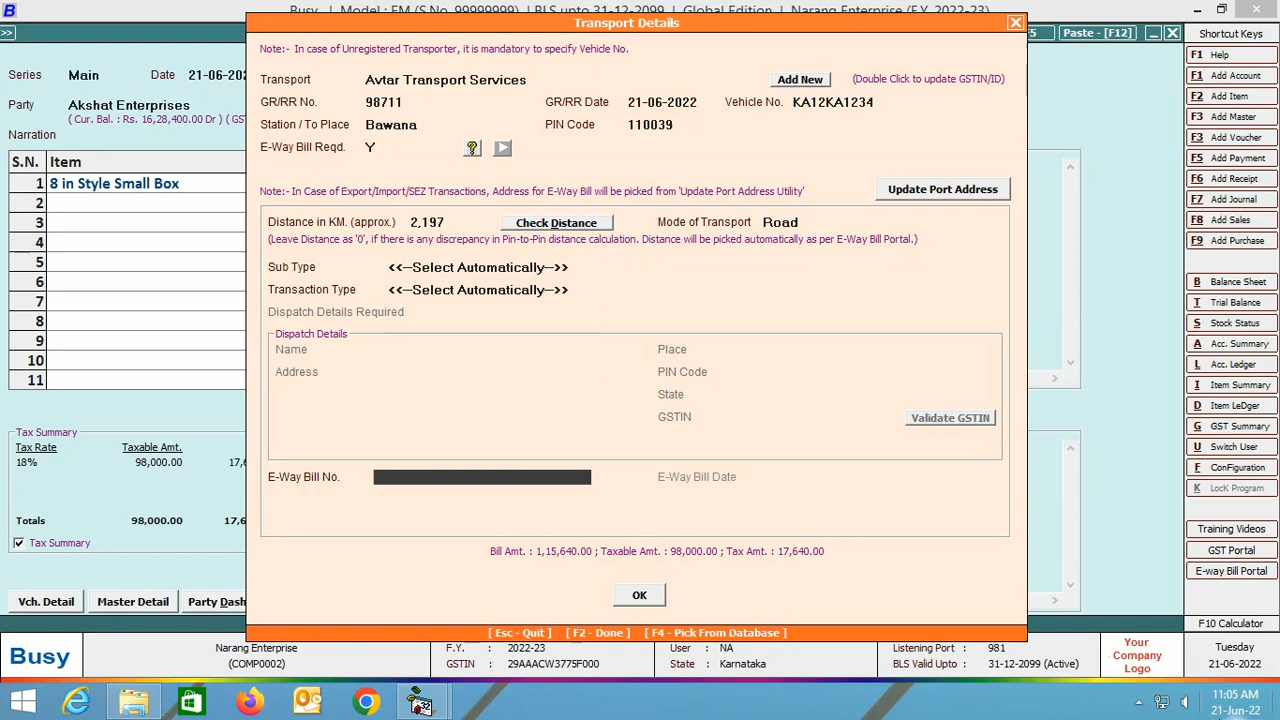 Busy Model : EM (S.No. 99999999) BLS upto 31-12-2099 Global Edition Narang Enterprise (F.Y. 2022-23)
Transport Details
>>
Paste - [F12]
Shortcut Keys
Note:- In case of Unregistered Transporter, it is mandatory to specify Vehicle No.
Series Main Date 21-06-202
Transport Avtar Transport Services Add New (Double Click to update GSTIN/ID)
GR/RR No. 98711 GR/RR Date 21-06-2022 Vehicle No. KA12KA1234
Station / To Place Bawana PIN Code 110039
E-Way Bill Reqd. Y ?
Party Akshat Enterprises
( Cur. Bal. : Rs. 16,28,400.00 Dr ) ( GS
Narration
S.N. Item
1 8 in Style Small Box
2
3
4
5
6
7
8
9
10
11
Note:- In Case of Export/Import/SEZ Transactions, Address for E-Way Bill will be picked from 'Update Port Address Utility' Update Port Address
Distance in KM. (approx.) 2,197 Check Distance Mode of Transport Road
(Leave Distance as '0', if there is any discrepancy in Pin-to-Pin distance calculation. Distance will be picked automatically as per E-Way Bill Portal.)
Sub Type <<--Select Automatically-->>
Transaction Type <<--Select Automatically-->>
Dispatch Details Required
Dispatch Details
Name Place
Address PIN Code
State
GSTIN Validate GSTIN
E-Way Bill No. E-Way Bill Date
Bill Amt. : 1,15,640.00 ; Taxable Amt. : 98,000.00 ; Tax Amt. : 17,640.00
OK
[ Esc - Quit ] [ F2 - Done ] [ F4 - Pick From Database ]
Tax Summary
Tax Rate Taxable Amt.
18% 98,000.00 17,6
Totals 98,000.00 17,6
Tax Summary
Vch. Detail Master Detail Party Dash
F1 Help
F1 Add Account
F2 Add Item
F3 Add Master
F3 Add Voucher
F5 Add Payment
F6 Add Receipt
F7 Add Journal
F8 Add Sales
F9 Add Purchase
B Balance Sheet
T Trial Balance
S Stock Status
A Acc. Summary
L Acc. Ledger
I Item Summary
D Item LeDger
G GST Summary
U Switch User
F ConFiguration
K LocK Program
Training Videos
GST Portal
E-way Bill Portal
F10 Calculator
Busy
Narang Enterprise
(COMP0002)
F.Y. : 2022-23
GSTIN : 29AAACW3775F000
User : NA
State : Karnataka
Listening Port : 981
BLS Valid Upto : 31-12-2099 (Active)
Your
Company
Logo
Tuesday
21-06-2022
11:05 AM
21-Jun-22